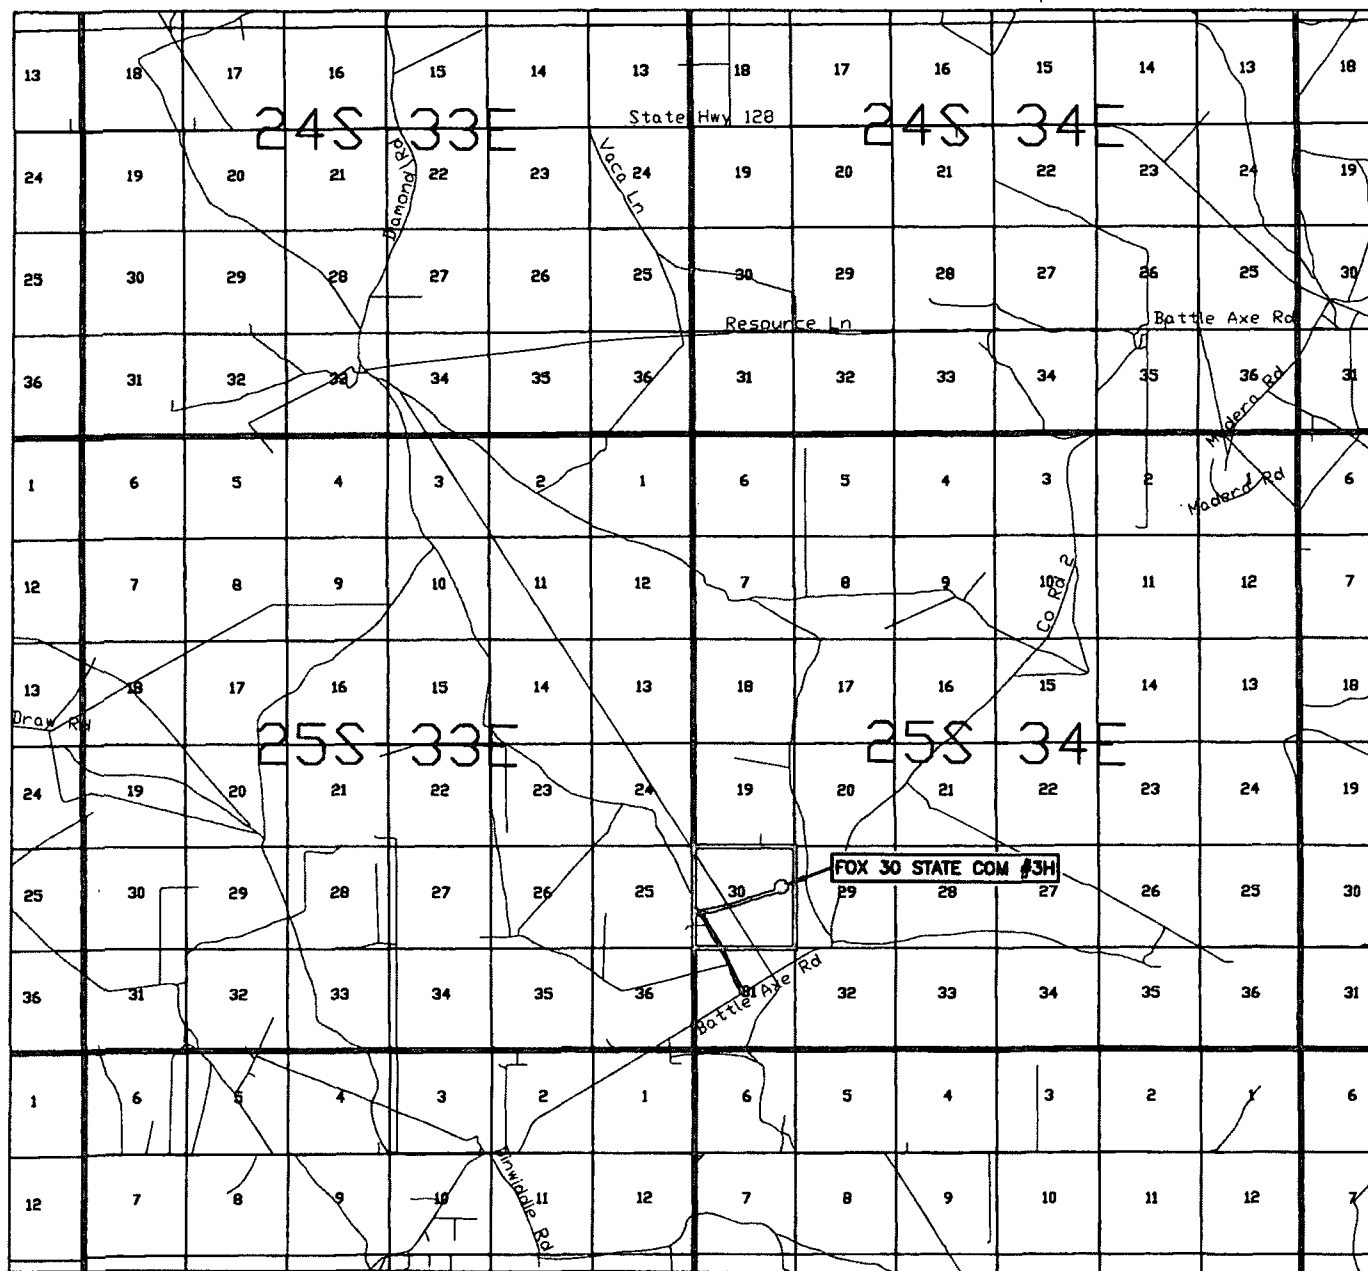 13 18 17 16 15 14 13 18 17 16 15 14 13 18
24S 33E State Hwy 128 24S 34E
Damond Rd
Vaca Ln
24 19 20 21 22 23 24 19 20 21 22 23 24 19
25 30 29 28 27 26 25 30 29 28 27 26 25 30
Resource Ln Battle Axe Rd
36 31 32 33 34 35 36 31 32 33 34 35 36 31
Madera Rd
1 6 5 4 3 2 1 6 5 4 3 2 1 6
Madera Rd
12 7 8 9 10 11 12 7 8 9 10 11 12 7
Co Rd 2
13 18 17 16 15 14 13 18 17 16 15 14 13 18
Draw Rd
25S 33E 25S 34E
24 19 20 21 22 23 24 19 20 21 22 23 24 19
FOX 30 STATE COM #3H
25 30 29 28 27 26 25 30 29 28 27 26 25 30
36 31 32 33 34 35 36 31 32 33 34 35 36 31
Battle Axe Rd
1 6 5 4 3 2 1 6 5 4 3 2 1 6
Dinwiddie Rd
12 7 8 9 10 11 12 7 8 9 10 11 12 7